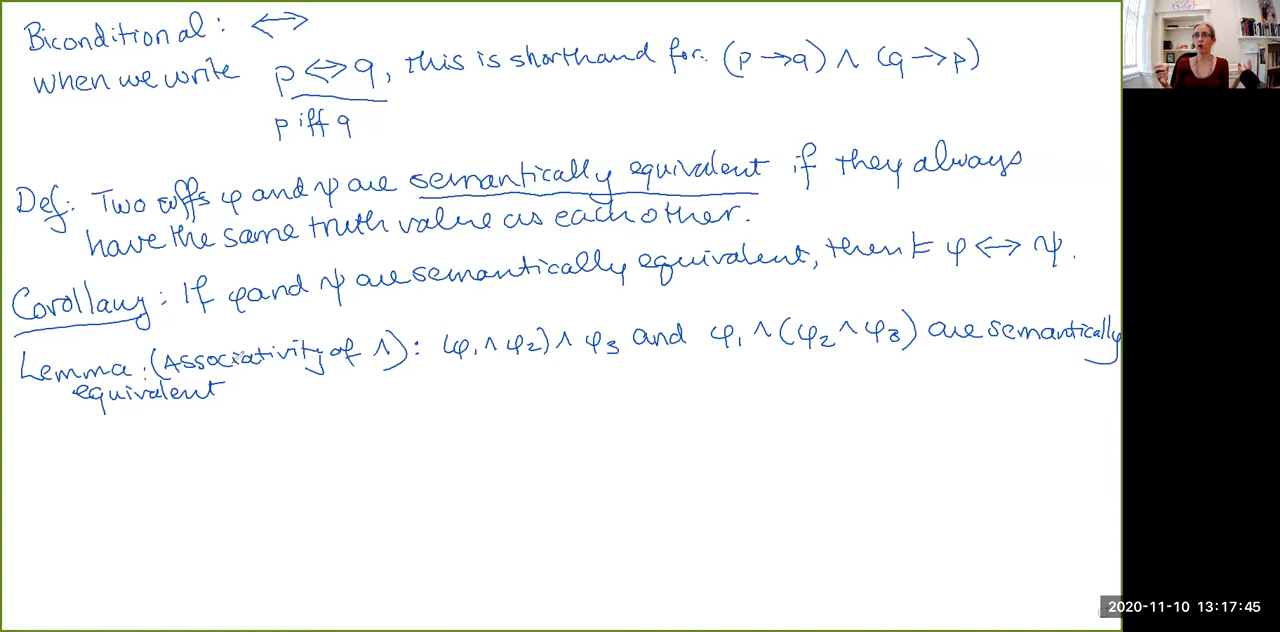 Biconditional: ↔
when we write p ↔ q, this is shorthand for: (p → q) ∧ (q → p)
p iff q
Def: Two wffs φ and ψ are semantically equivalent if they always
have the same truth value as each other.
Corollary: If φ and ψ are semantically equivalent, then ⊨ φ ↔ ψ.
Lemma: (Associativity of ∧): (φ₁ ∧ φ₂) ∧ φ₃ and φ₁ ∧ (φ₂ ∧ φ₃) are semantically
equivalent
2020-11-10 13:17:45